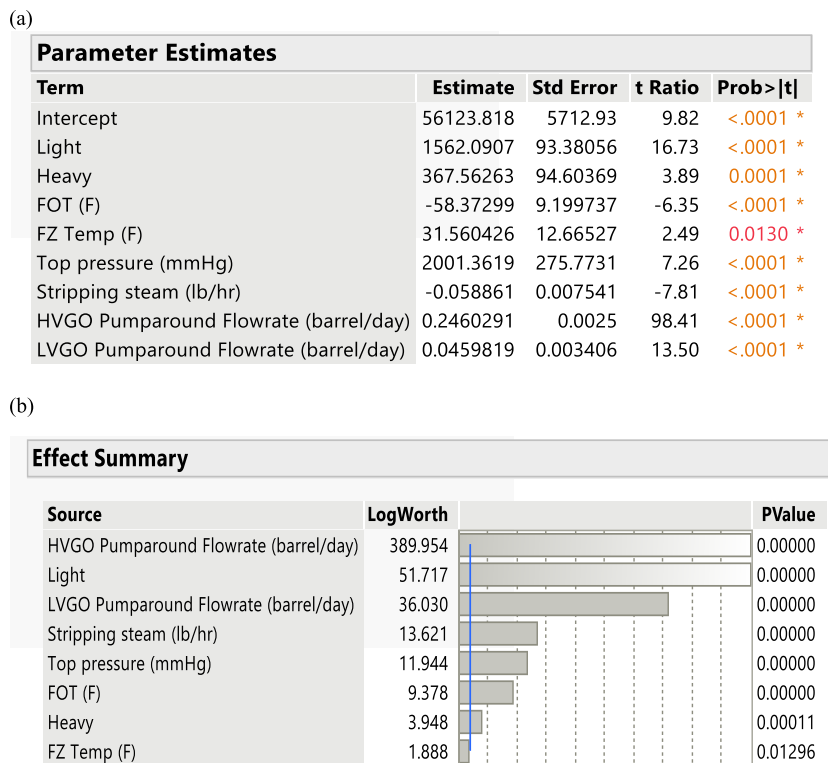 (a)
Parameter Estimates
Term Estimate Std Error t Ratio Prob>|t|
Intercept 56123.818 5712.93 9.82 <.0001 *
Light 1562.0907 93.38056 16.73 <.0001 *
Heavy 367.56263 94.60369 3.89 0.0001 *
FOT (F) -58.37299 9.199737 -6.35 <.0001 *
FZ Temp (F) 31.560426 12.66527 2.49 0.0130 *
Top pressure (mmHg) 2001.3619 275.7731 7.26 <.0001 *
Stripping steam (lb/hr) -0.058861 0.007541 -7.81 <.0001 *
HVGO Pumparound Flowrate (barrel/day) 0.2460291 0.0025 98.41 <.0001 *
LVGO Pumparound Flowrate (barrel/day) 0.0459819 0.003406 13.50 <.0001 *
(b)
Effect Summary
Source LogWorth PValue
HVGO Pumparound Flowrate (barrel/day) 389.954 0.00000
Light 51.717 0.00000
LVGO Pumparound Flowrate (barrel/day) 36.030 0.00000
Stripping steam (lb/hr) 13.621 0.00000
Top pressure (mmHg) 11.944 0.00000
FOT (F) 9.378 0.00000
Heavy 3.948 0.00011
FZ Temp (F) 1.888 0.01296